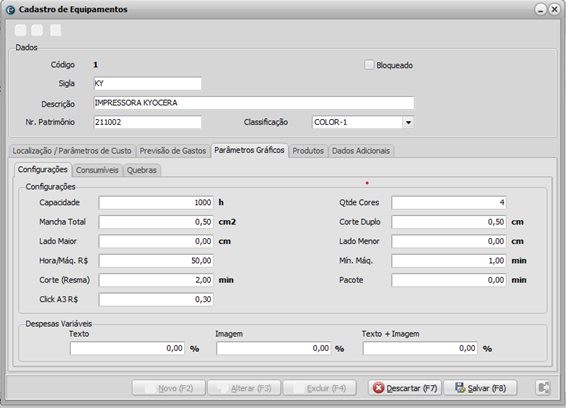 Cadastro de Equipamentos
Dados
Código 1 Bloqueado
Sigla KY
Descrição IMPRESSORA KYOCERA
Nr. Patrimônio 211002 Classificação COLOR-1
Localização / Parâmetros de Custo Previsão de Gastos Parâmetros Gráficos Produtos Dados Adicionais
Configurações Consumíveis Quebras
Configurações
Capacidade 1000 h Qtde Cores 4
Mancha Total 0,50 cm2 Corte Duplo 0,50 cm
Lado Maior 0,00 cm Lado Menor 0,00 cm
Hora/Máq. R$ 50,00 Mín. Máq. 1,00 min
Corte (Resma) 2,00 min Pacote 0,00 min
Click A3 R$ 0,30
Despesas Variáveis
Texto Imagem Texto + Imagem
0,00 % 0,00 % 0,00 %
Novo (F2) Alterar (F3) Excluir (F4) Descartar (F7) Salvar (F8)